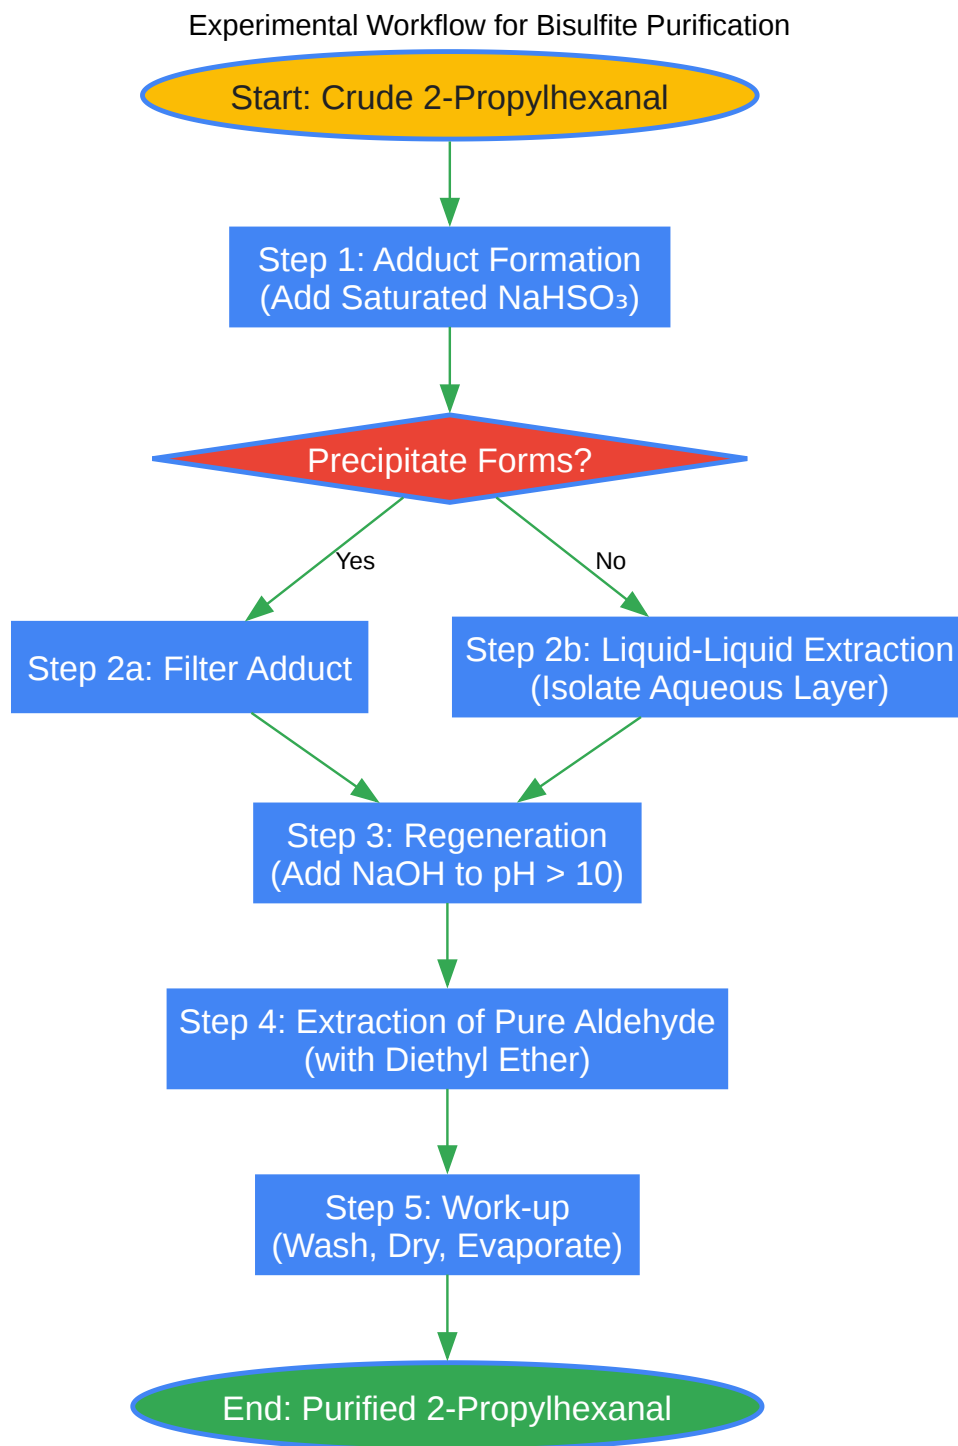 Experimental Workflow for Bisulfite Purification
Start: Crude 2-Propylhexanal
Step 1: Adduct Formation
(Add Saturated NaHSO₃)
Precipitate Forms?
Yes
No
Step 2a: Filter Adduct
Step 2b: Liquid-Liquid Extraction
(Isolate Aqueous Layer)
Step 3: Regeneration
(Add NaOH to pH > 10)
Step 4: Extraction of Pure Aldehyde
(with Diethyl Ether)
Step 5: Work-up
(Wash, Dry, Evaporate)
End: Purified 2-Propylhexanal